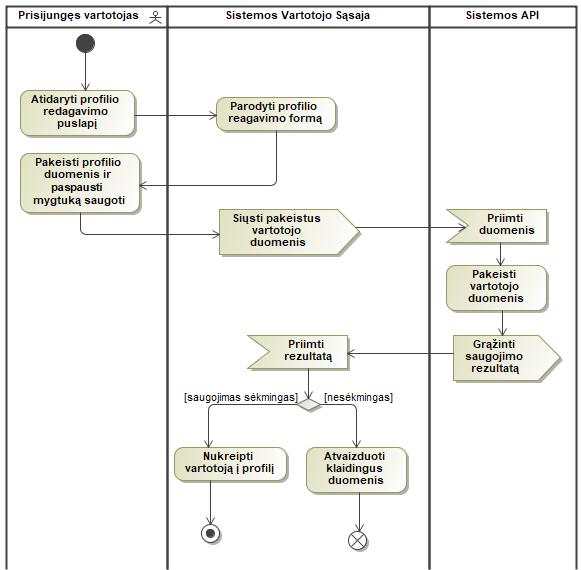 Prisijungęs vartotojas
Sistemos Vartotojo Sąsaja
Sistemos API
Atidaryti profilio
redagavimo
puslapį
Parodyti profilio
reagavimo formą
Pakeisti profilio
duomenis ir
paspausti
mygtuką saugoti
Siųsti pakeistus
vartotojo
duomenis
Priimti
duomenis
Pakeisti
vartotojo
duomenis
Grąžinti
saugojimo
rezultatą
Priimti
rezultatą
[saugojimas sėkmingas]
[nesėkmingas]
Nukreipti
vartotoją į profilį
Atvaizduoti
klaidingus
duomenis